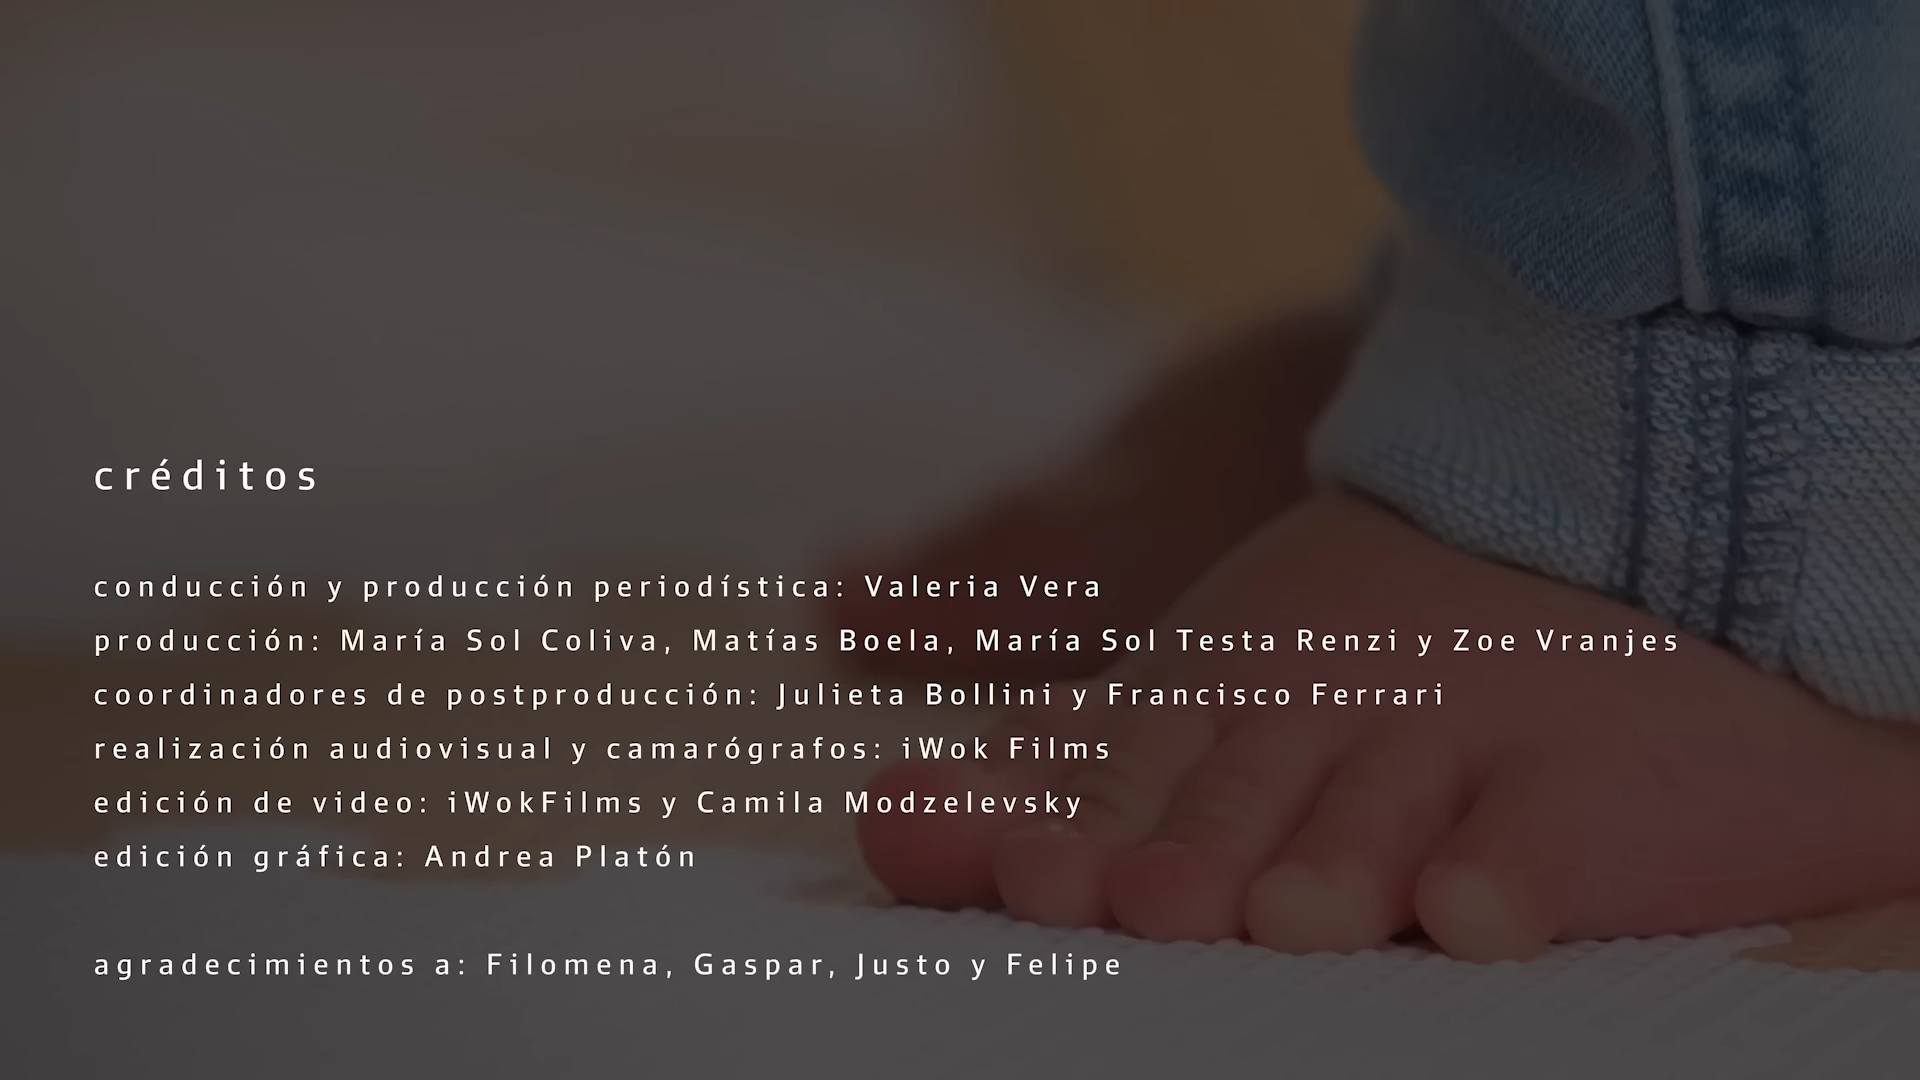 créditos
conducción y producción periodística: Valeria Vera
producción: María Sol Coliva, Matías Boela, María Sol Testa Renzi y Zoe Vranjes
coordinadores de postproducción: Julieta Bollini y Francisco Ferrari
realización audiovisual y camarógrafos: iWok Films
edición de video: iWokFilms y Camila Modzelevsky
edición gráfica: Andrea Platón
agradecimientos a: Filomena, Gaspar, Justo y Felipe